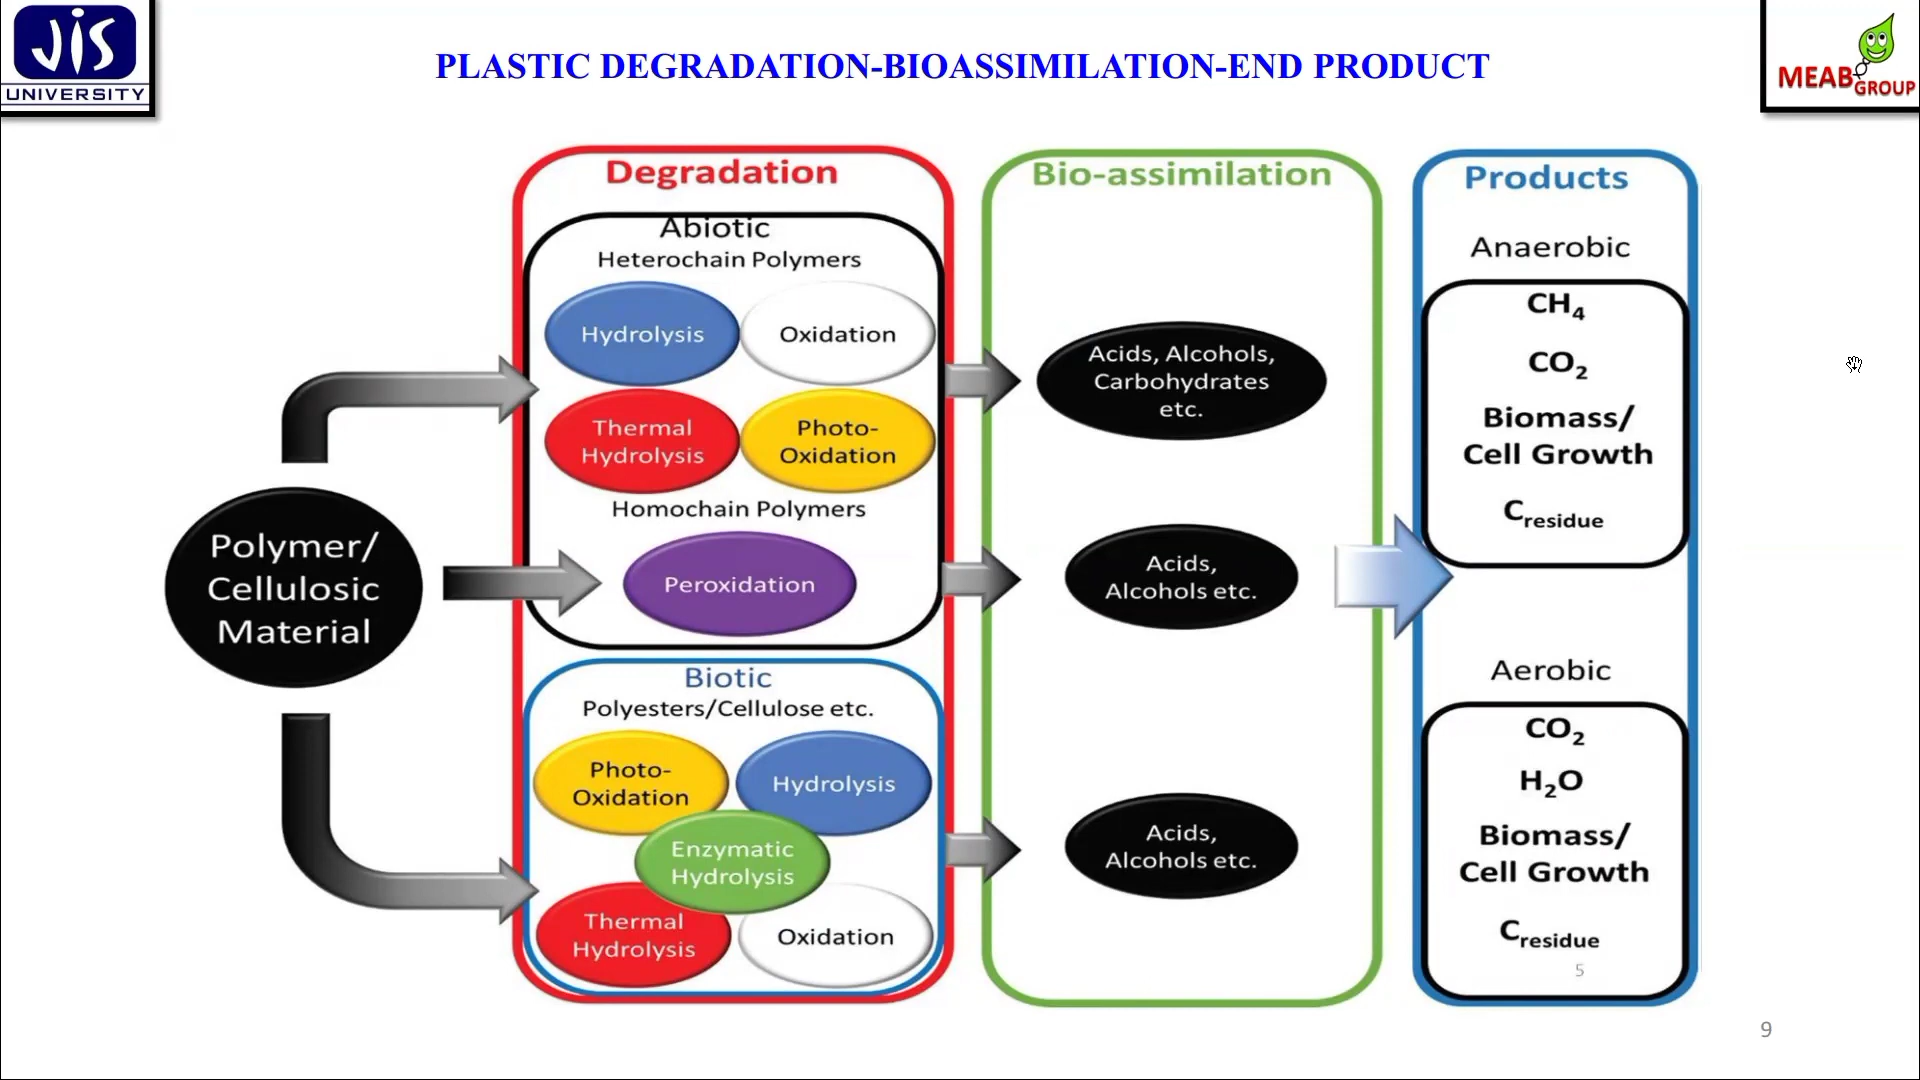 JIS
UNIVERSITY
PLASTIC DEGRADATION-BIOASSIMILATION-END PRODUCT
MEAB GROUP
Degradation
Abiotic
Heterochain Polymers
Hydrolysis
Oxidation
Thermal
Hydrolysis
Photo-
Oxidation
Homochain Polymers
Peroxidation
Polymer/
Cellulosic
Material
Biotic
Polyesters/Cellulose etc.
Photo-
Oxidation
Hydrolysis
Enzymatic
Hydrolysis
Thermal
Hydrolysis
Oxidation
Bio-assimilation
Acids, Alcohols,
Carbohydrates
etc.
Acids,
Alcohols etc.
Acids,
Alcohols etc.
Products
Anaerobic
CH₄
CO₂
Biomass/
Cell Growth
Cresidue
Aerobic
CO₂
H₂O
Biomass/
Cell Growth
Cresidue
5
9